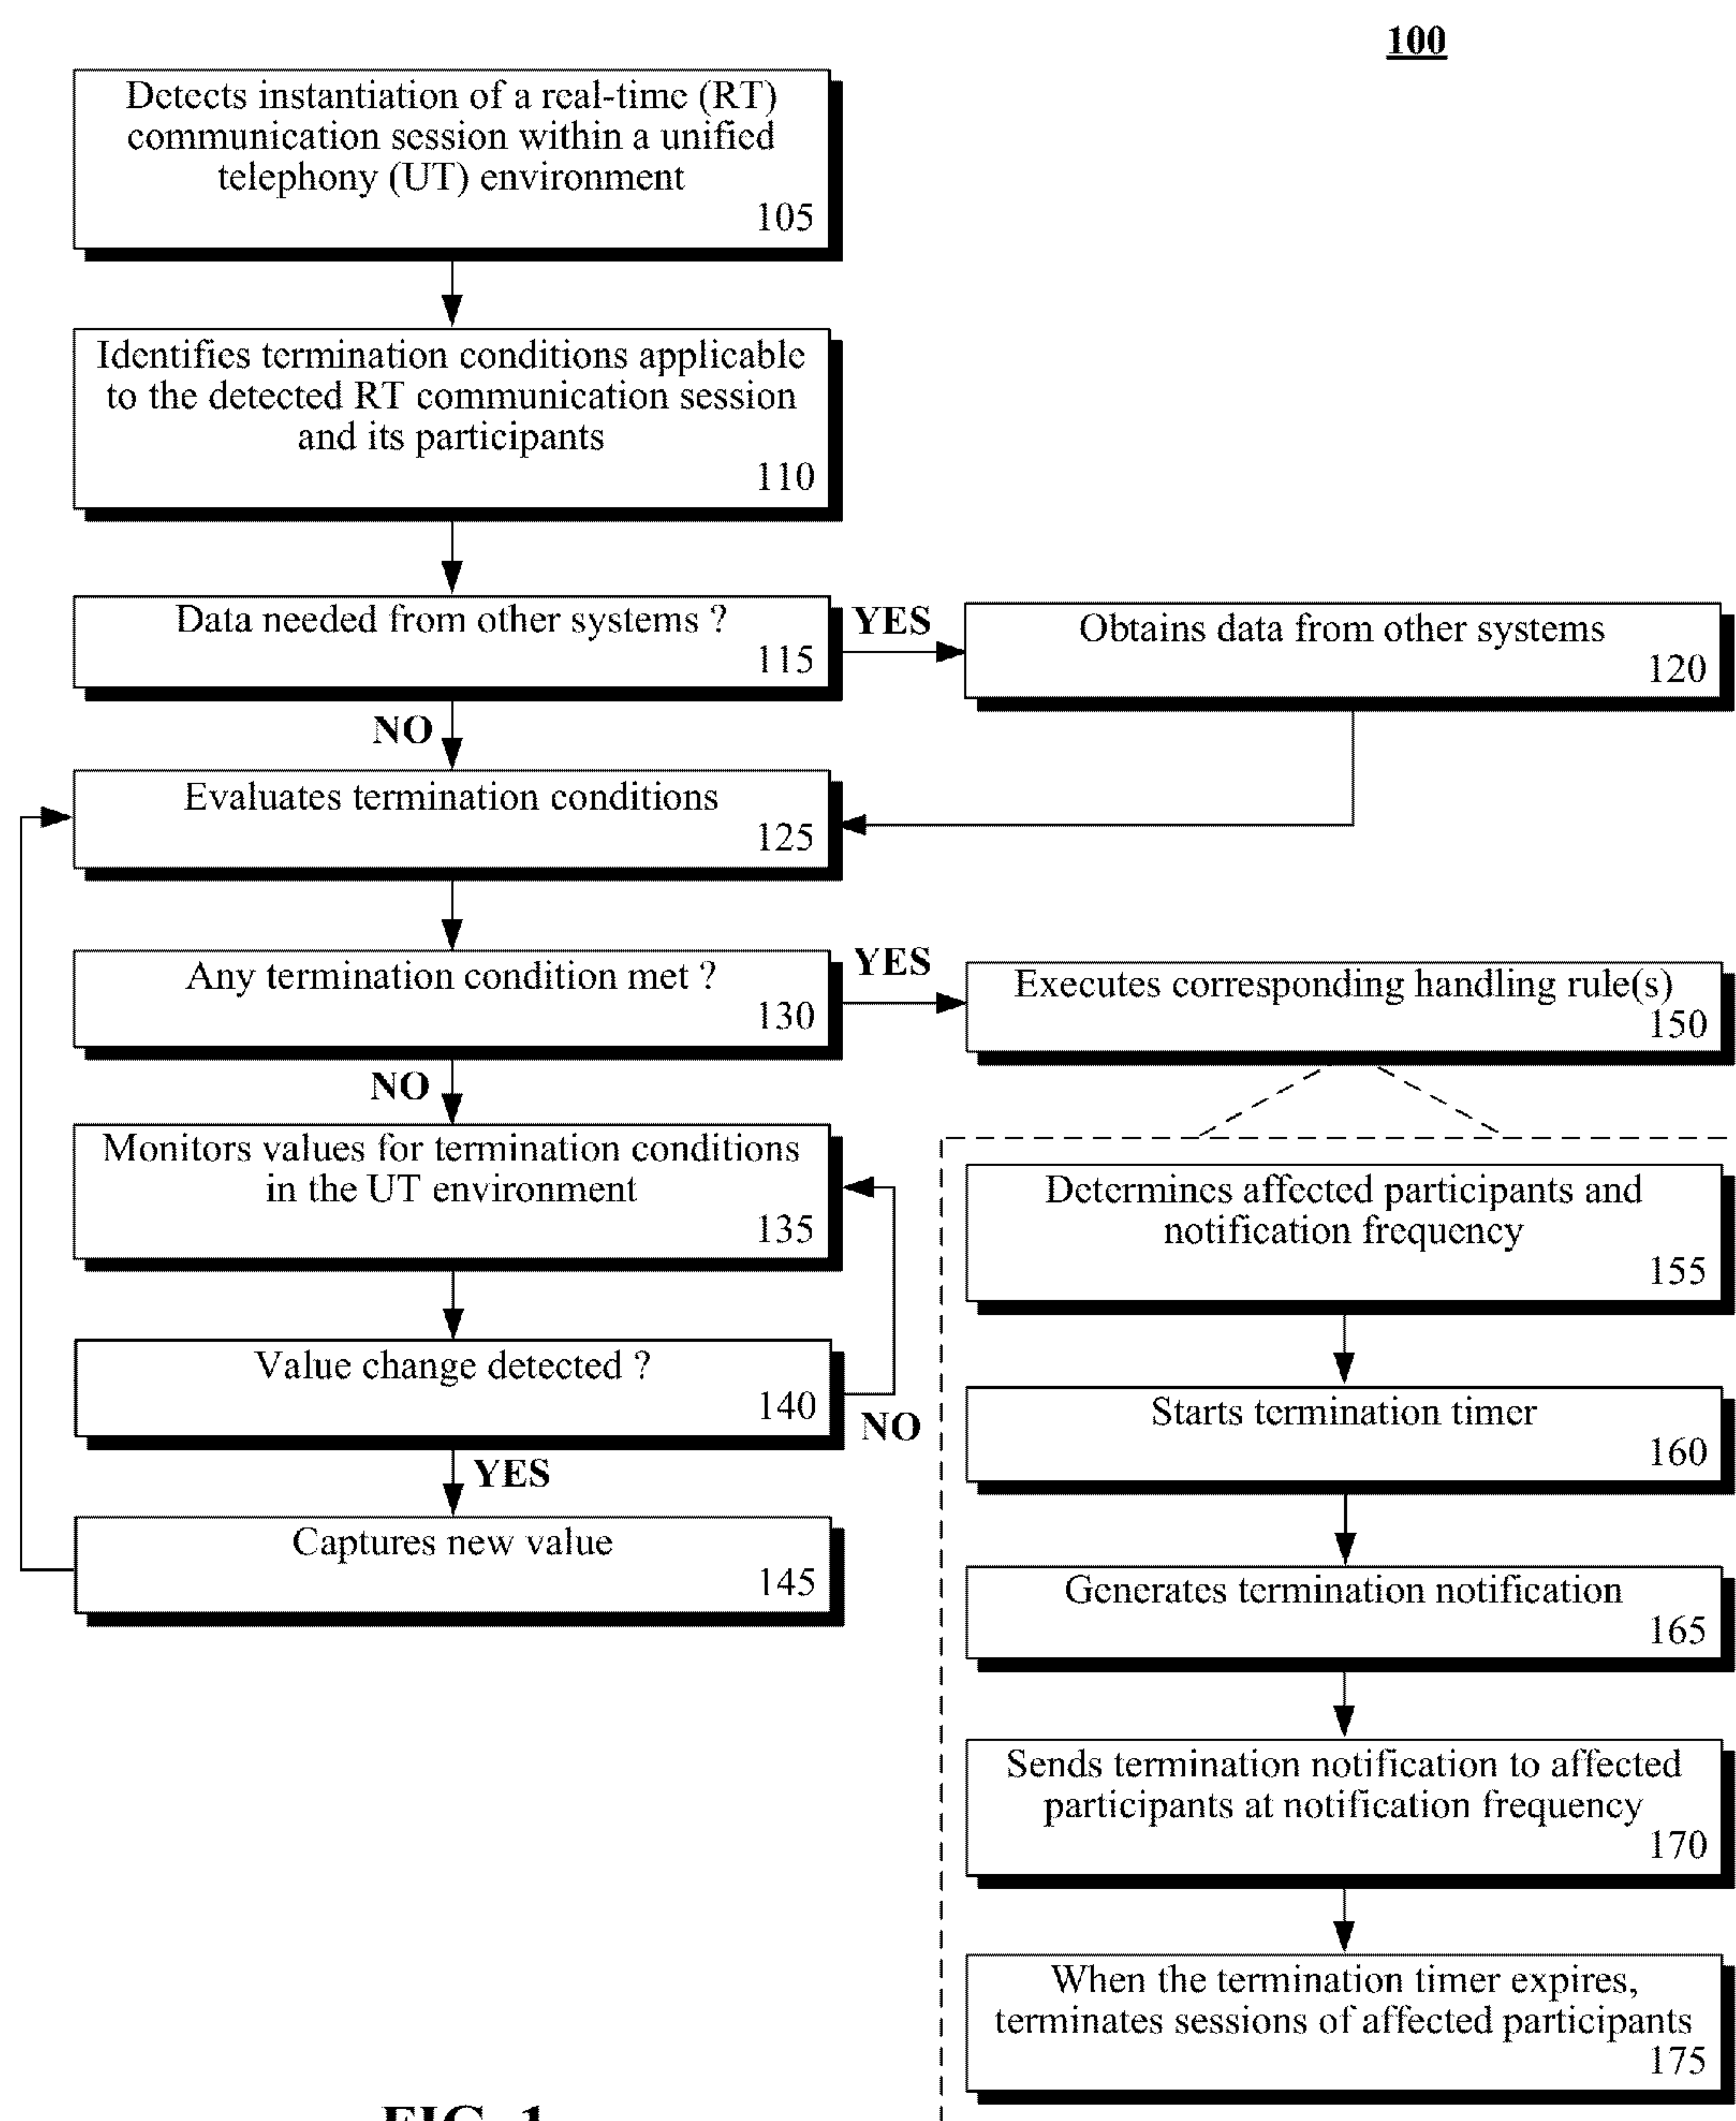 100
Detects instantiation of a real-time (RT)
communication session within a unified
telephony (UT) environment
105
Identifies termination conditions applicable
to the detected RT communication session
and its participants
110
Data needed from other systems ?
115
YES
Obtains data from other systems
120
NO
Evaluates termination conditions
125
Any termination condition met ?
130
YES
Executes corresponding handling rule(s)
150
NO
Monitors values for termination conditions
in the UT environment
135
Value change detected ?
140
NO
YES
Captures new value
145
Determines affected participants and
notification frequency
155
Starts termination timer
160
Generates termination notification
165
Sends termination notification to affected
participants at notification frequency
170
When the termination timer expires,
terminates sessions of affected participants
175
FIG. 1